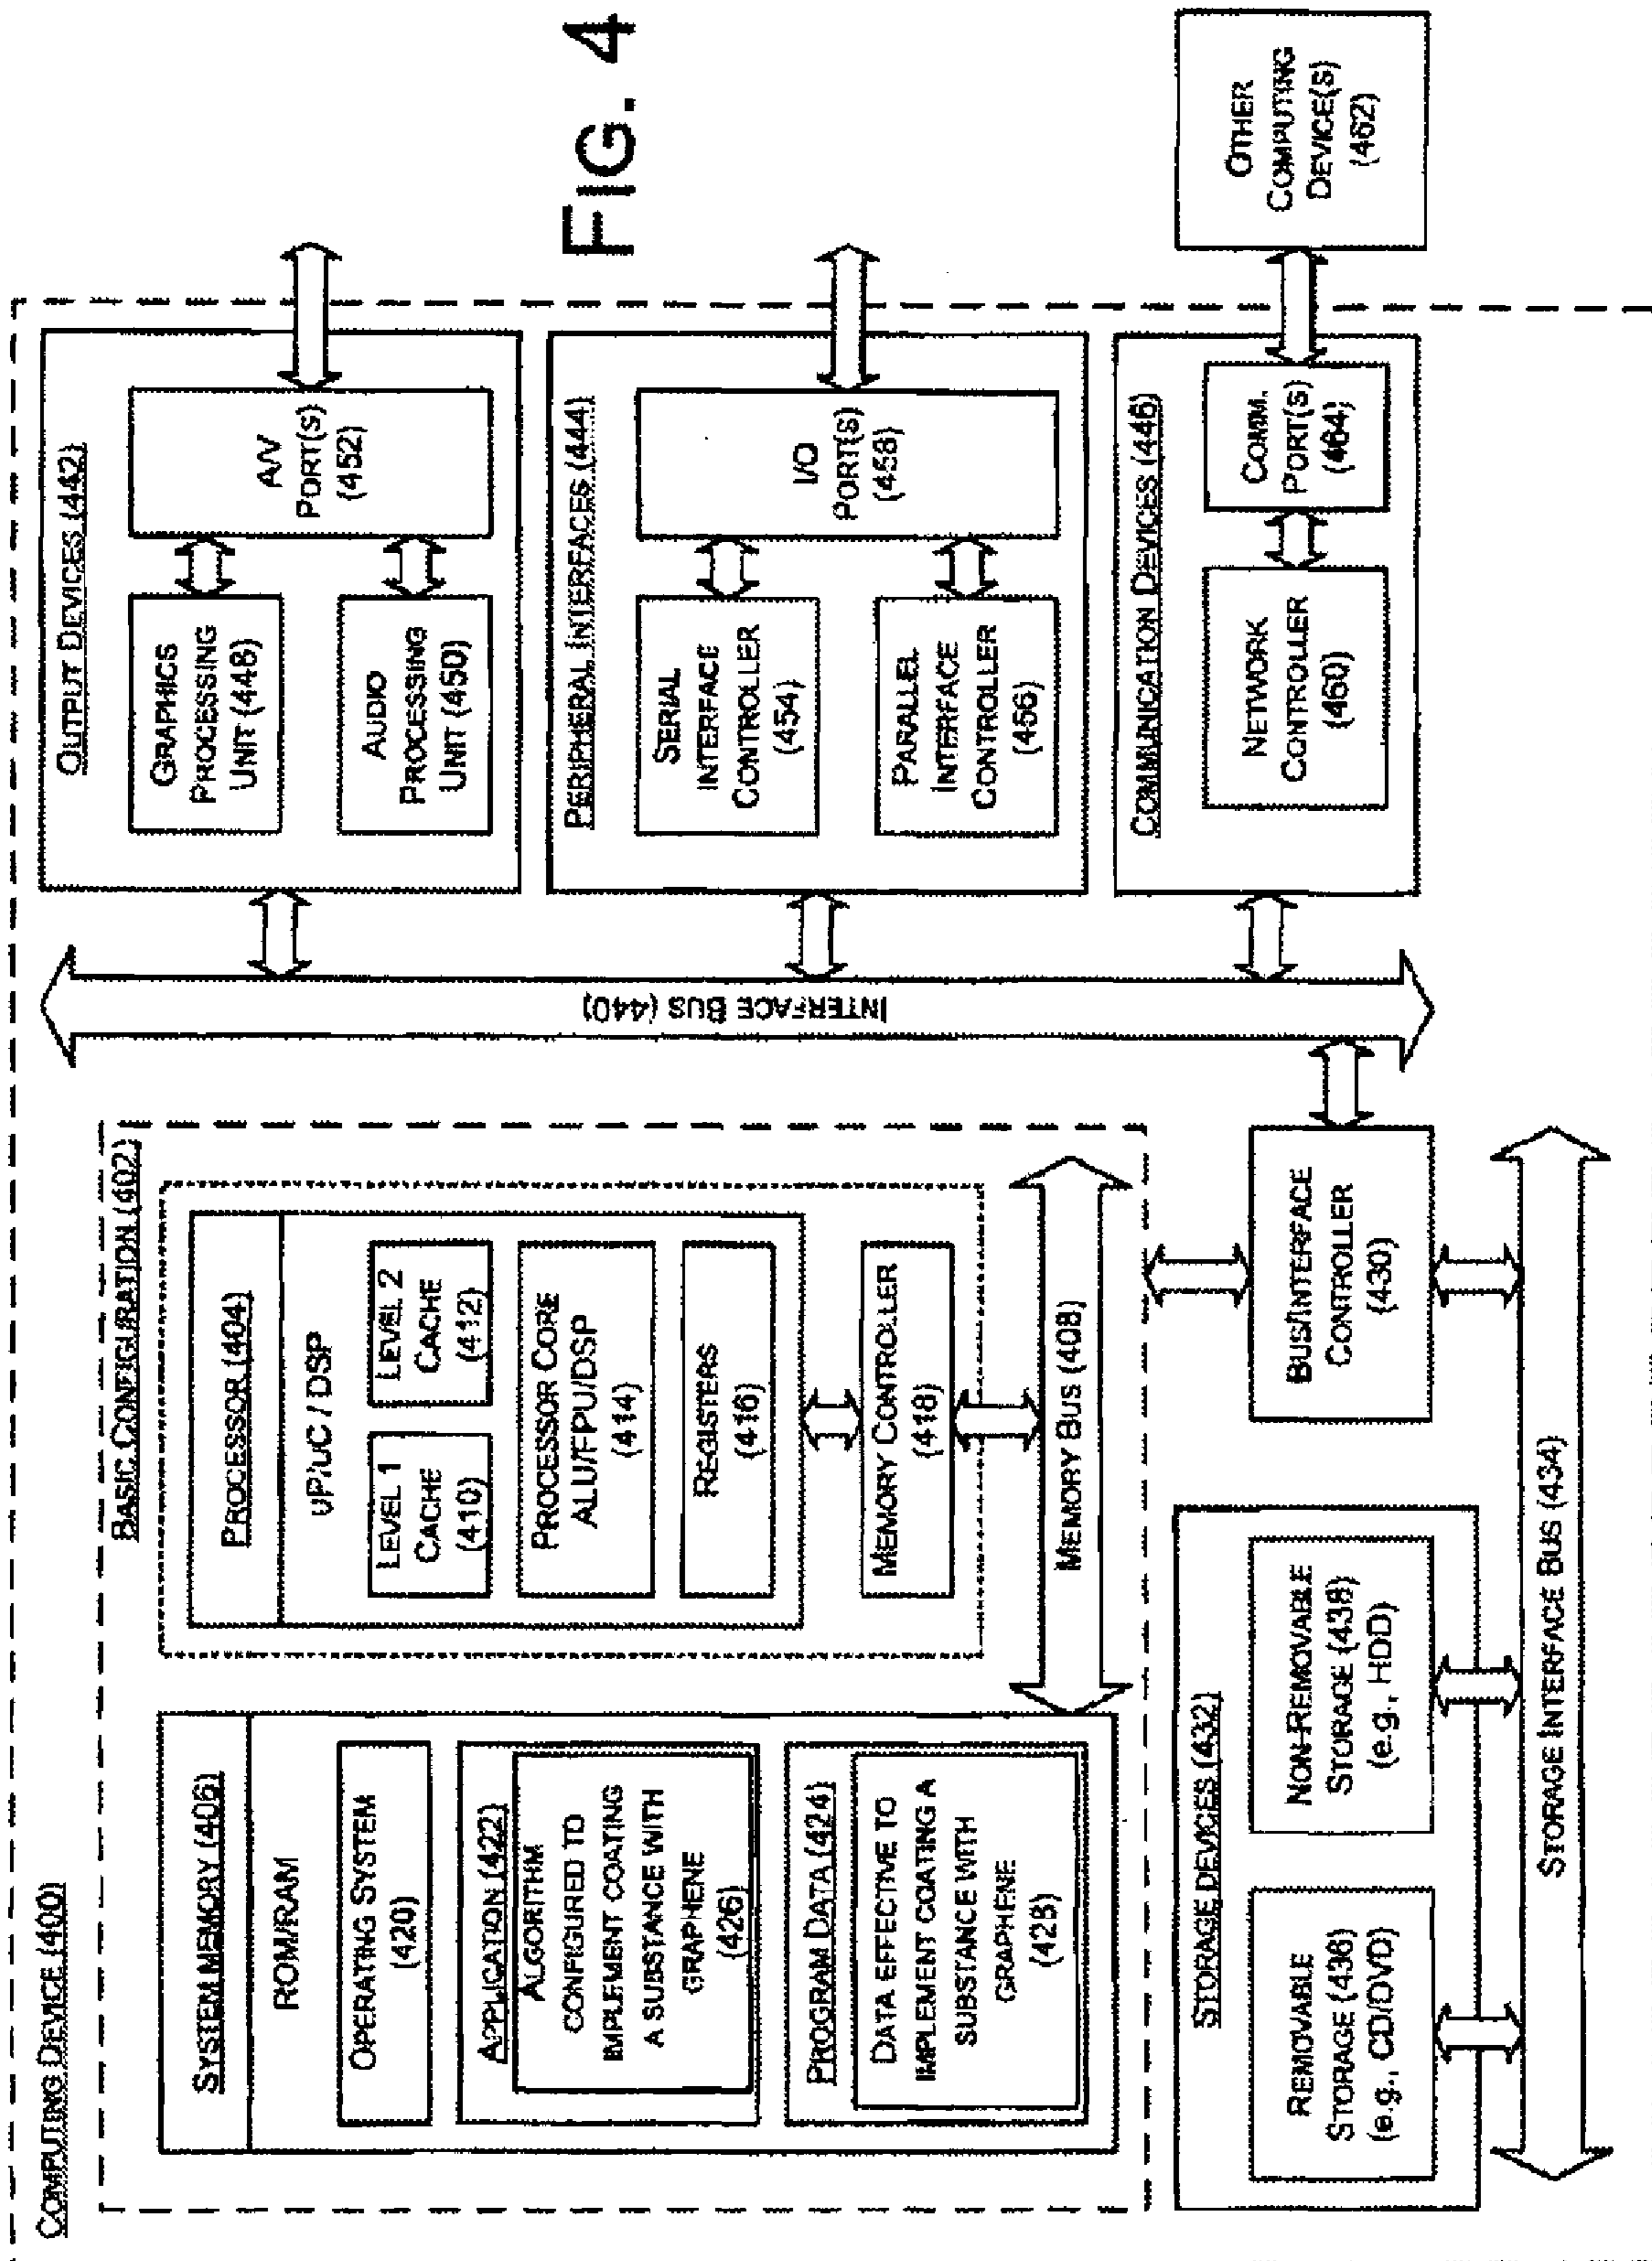 COMPUTING DEVICE (400)
BASIC CONFIGURATION (402)
SYSTEM MEMORY (406)
ROM/RAM
OPERATING SYSTEM
(420)
APPLICATION (422)
ALGORITHM
CONFIGURED TO
IMPLEMENT COATING
A SUBSTANCE WITH
GRAPHENE
(426)
PROGRAM DATA (424)
DATA EFFECTIVE TO
IMPLEMENT COATING A
SUBSTANCE WITH
GRAPHENE
(428)
PROCESSOR (404)
UP/UC / DSP
LEVEL 1
CACHE
(410)
LEVEL 2
CACHE
(412)
PROCESSOR CORE
ALU/FPU/DSP
(414)
REGISTERS
(416)
MEMORY CONTROLLER
(418)
MEMORY BUS (408)
BUS/INTERFACE
CONTROLLER
(430)
STORAGE DEVICES (432)
REMOVABLE
STORAGE (436)
(e.g., CD/DVD)
NON-REMOVABLE
STORAGE (438)
(e.g., HDD)
STORAGE INTERFACE BUS (434)
INTERFACE BUS (440)
OUTPUT DEVICES (442)
GRAPHICS
PROCESSING
UNIT (448)
AUDIO
PROCESSING
UNIT (450)
A/V
PORT(S)
(452)
PERIPHERAL INTERFACES (444)
SERIAL
INTERFACE
CONTROLLER
(454)
PARALLEL
INTERFACE
CONTROLLER
(456)
I/O
PORT(S)
(458)
COMMUNICATION DEVICES (446)
NETWORK
CONTROLLER
(460)
COMM.
PORT(S)
(464)
OTHER
COMPUTING
DEVICE(S)
(462)
FIG. 4